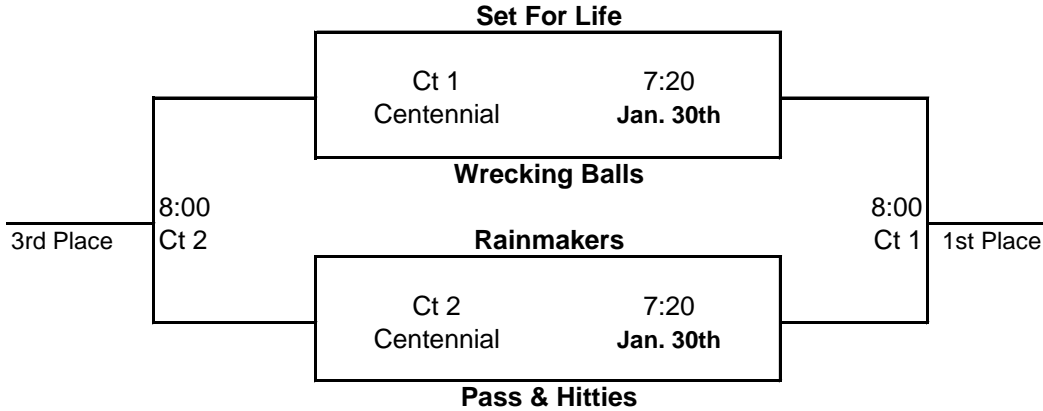 Set For Life
Ct 1 7:20
Centennial Jan. 30th
Wrecking Balls
8:00 8:00
3rd Place Ct 2 Rainmakers Ct 1 1st Place
Ct 2 7:20
Centennial Jan. 30th
Pass & Hitties